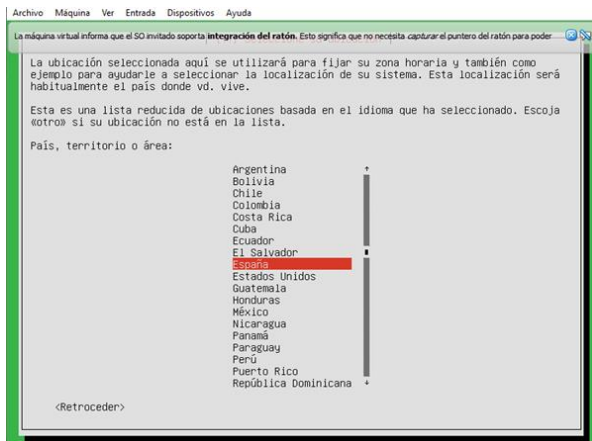 Archivo Máquina Ver Entrada Dispositivos Ayuda
La máquina virtual informa que el SO invitado soporta integración del ratón. Esto significa que no necesita capturar el puntero del ratón para poder
La ubicación seleccionada aquí se utilizará para fijar su zona horaria y también como
ejemplo para ayudarle a seleccionar la localización de su sistema. Esta localización será
habitualmente el país donde vd. vive.
Esta es una lista reducida de ubicaciones basada en el idioma que ha seleccionado. Escoja
«otro» si su ubicación no está en la lista.
País, territorio o área:
Argentina
Bolivia
Chile
Colombia
Costa Rica
Cuba
Ecuador
El Salvador
España
Estados Unidos
Guatemala
Honduras
México
Nicaragua
Panamá
Paraguay
Perú
Puerto Rico
República Dominicana
<Retroceder>